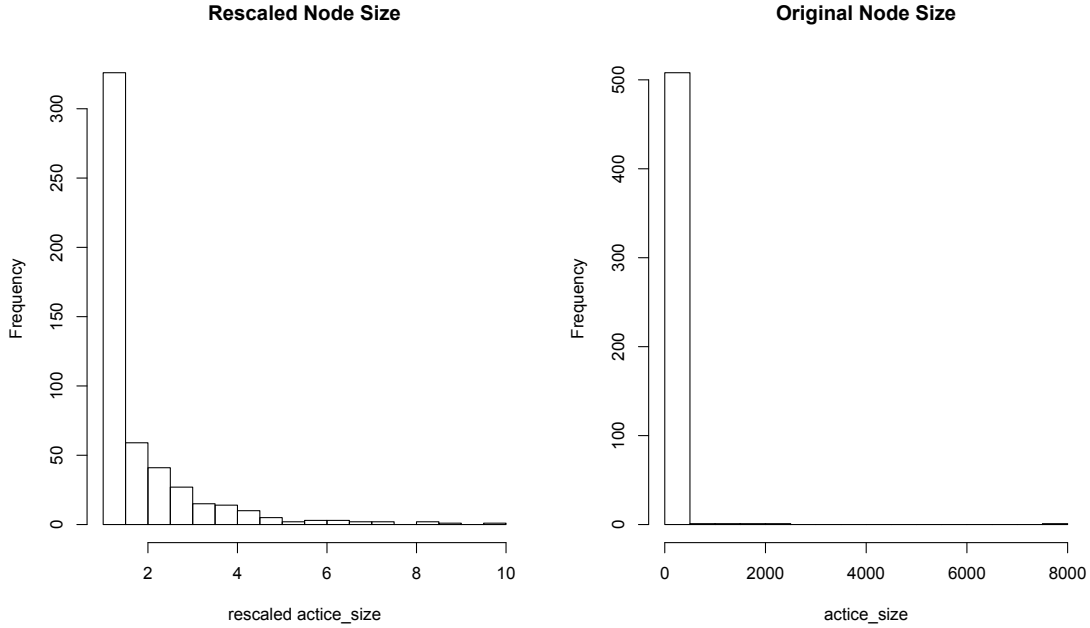 Rescaled Node Size
Frequency
0
50
100
150
200
250
300
2 4 6 8 10
rescaled actice_size
Original Node Size
Frequency
0
100
200
300
400
500
0 2000 4000 6000 8000
actice_size